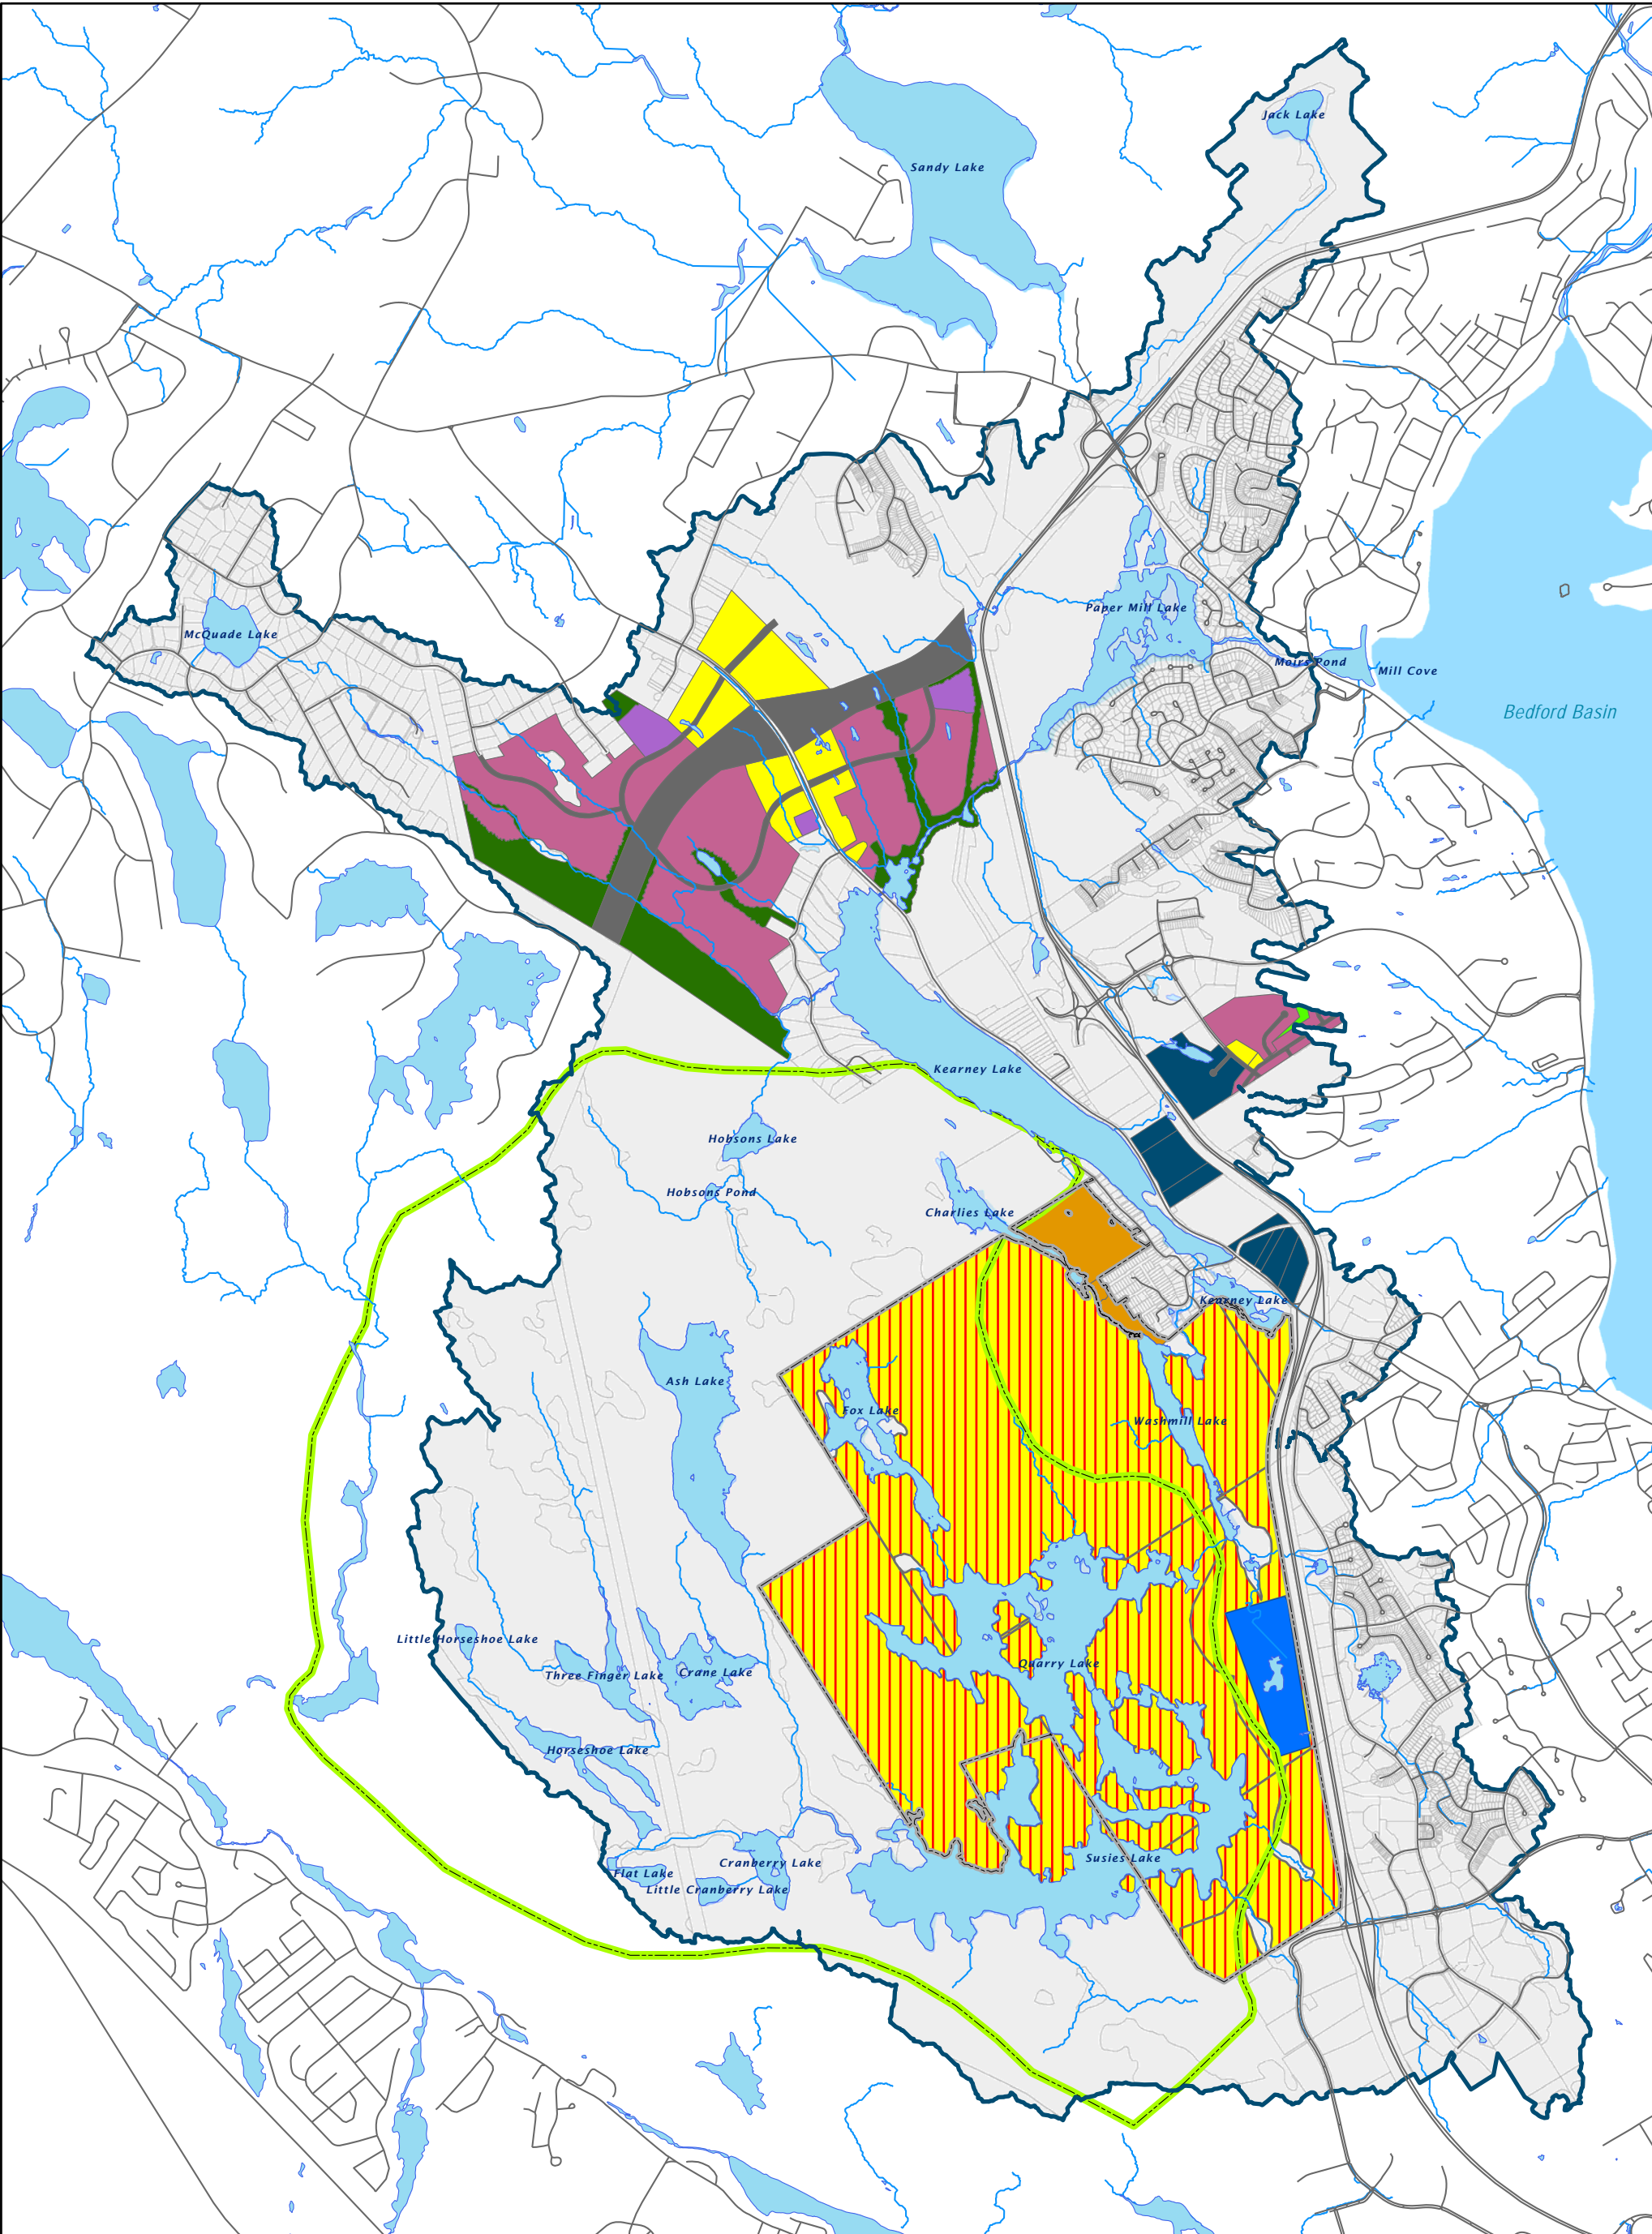 Jack Lake
Sandy Lake
Paper Mill Lake
McQuade Lake
Moirs Pond
Mill Cove
Bedford Basin
Kearney Lake
Hobsons Lake
Hobsons Pond
Charlies Lake
Kearney Lake
Ash Lake
Fox Lake
Washmill Lake
Little Horseshoe Lake
Three Finger Lake
Crane Lake
Quarry Lake
Horseshoe Lake
Susies Lake
Cranberry Lake
Flat Lake
Little Cranberry Lake